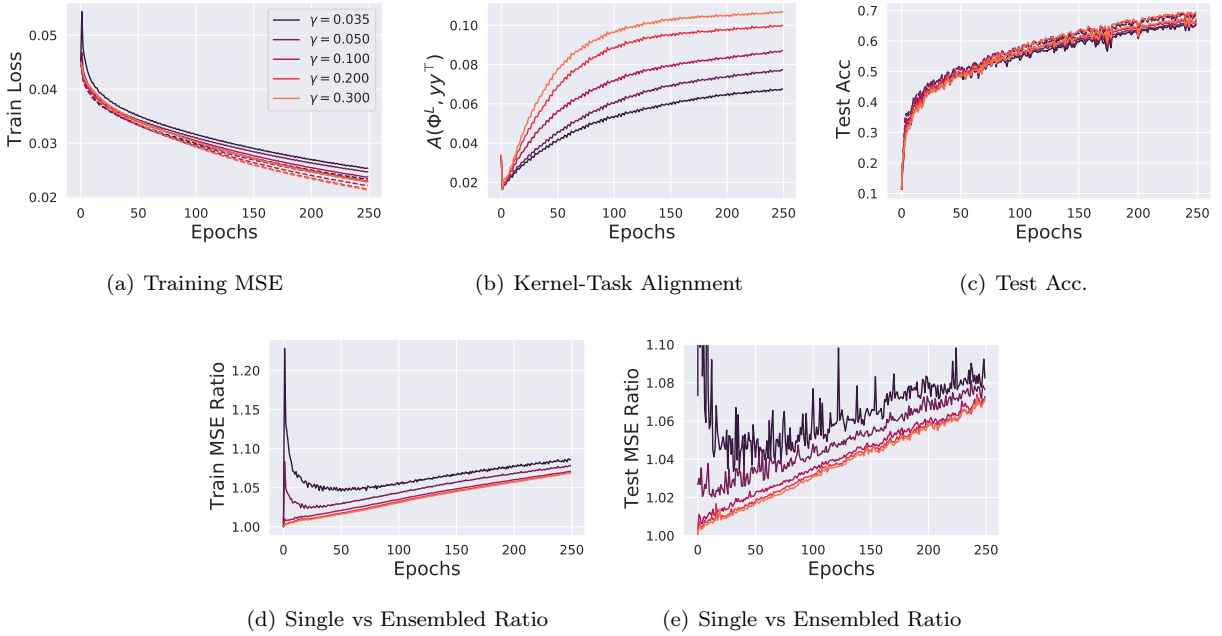 Train Loss
0.05
0.04
0.03
0.02
γ = 0.035
γ = 0.050
γ = 0.100
γ = 0.200
γ = 0.300
0 50 100 150 200 250
Epochs
(a) Training MSE
A(Φ^L, yy^⊤)
0.10
0.08
0.06
0.04
0.02
0 50 100 150 200 250
Epochs
(b) Kernel-Task Alignment
Test Acc
0.7
0.6
0.5
0.4
0.3
0.2
0.1
0 50 100 150 200 250
Epochs
(c) Test Acc.
Train MSE Ratio
1.20
1.15
1.10
1.05
1.00
0 50 100 150 200 250
Epochs
(d) Single vs Ensembled Ratio
Test MSE Ratio
1.10
1.08
1.06
1.04
1.02
1.00
0 50 100 150 200 250
Epochs
(e) Single vs Ensembled Ratio